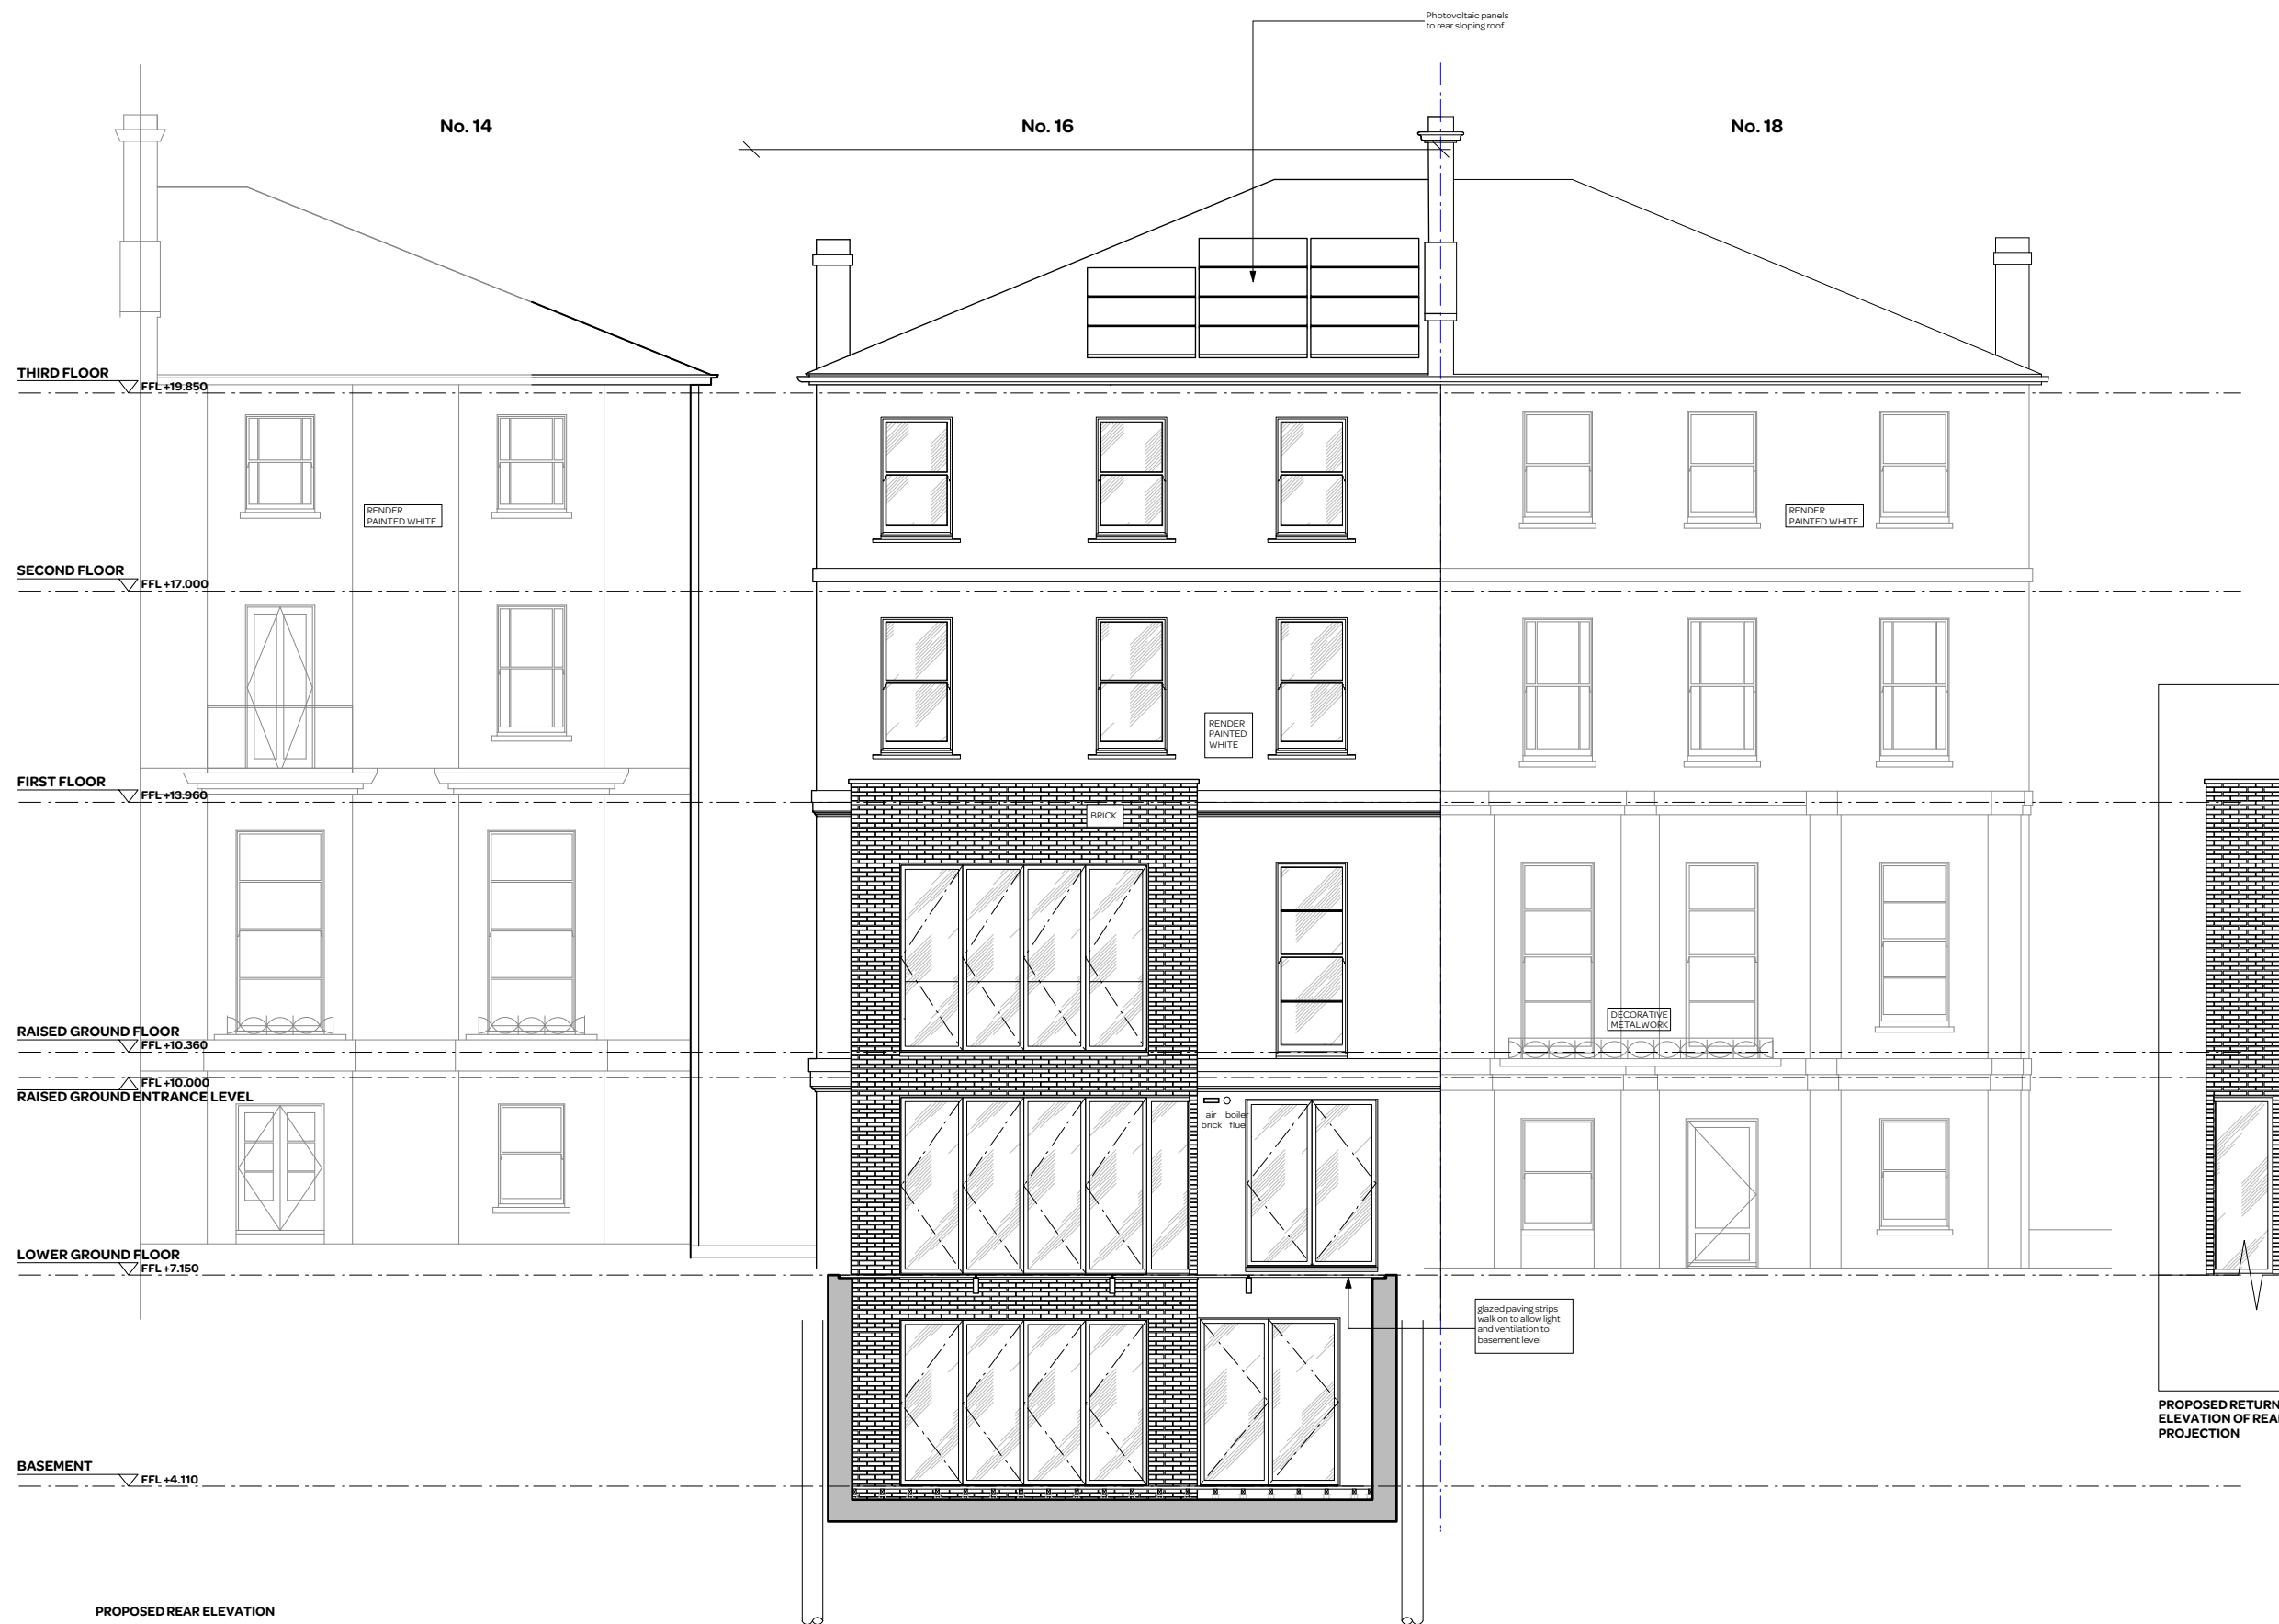 Photovoltaic panels
to rear sloping roof.
No. 14
No. 16
No. 18
THIRD FLOOR
FFL +19.850
RENDER
PAINTED WHITE
RENDER
PAINTED WHITE
SECOND FLOOR
FFL +17.000
RENDER
PAINTED
WHITE
FIRST FLOOR
FFL +13.960
BRICK
DECORATIVE
METALWORK
RAISED GROUND FLOOR
FFL +10.360
FFL +10.000
RAISED GROUND ENTRANCE LEVEL
air boiler
brick flue
LOWER GROUND FLOOR
FFL +7.150
glazed paving strips
walk on to allow light
and ventilation to
basement level
PROPOSED RETURN
ELEVATION OF REA
PROJECTION
BASEMENT
FFL +4.110
PROPOSED REAR ELEVATION